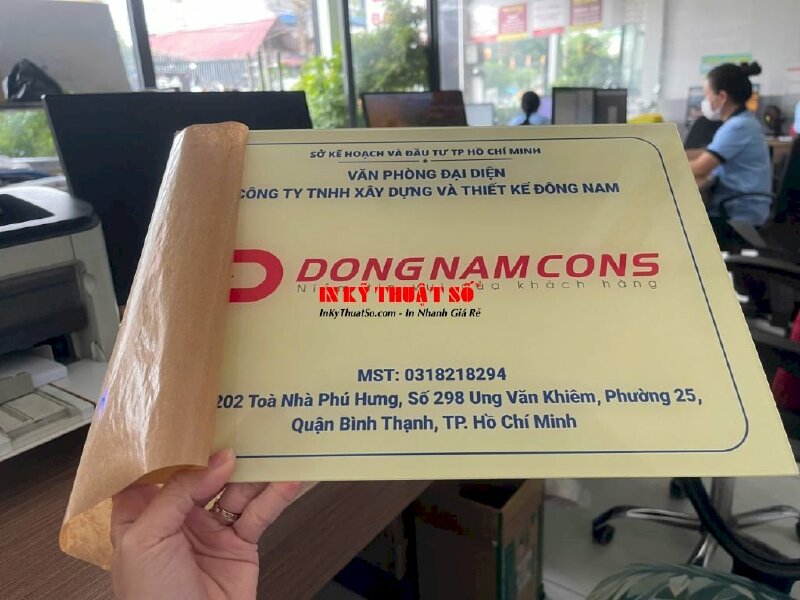 SỞ KẾ HOẠCH VÀ ĐẦU TƯ TP HỒ CHÍ MINH
VĂN PHÒNG ĐẠI DIỆN
CÔNG TY TNHH XÂY DỰNG VÀ THIẾT KẾ ĐÔNG NAM
DONGNAMCONS
khách hàng
IN KỸ THUẬT SỐ
InKyThuatSo.com - In Nhanh Giá Rẻ
MST: 0318218294
202 Toà Nhà Phú Hưng, Số 298 Ung Văn Khiêm, Phường 25,
Quận Bình Thạnh, TP. Hồ Chí Minh